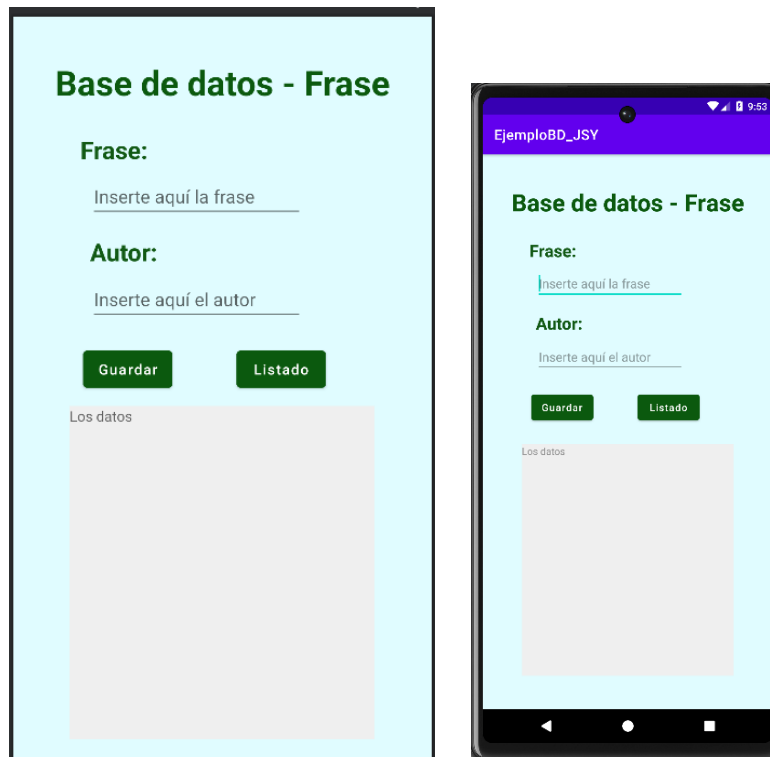 Base de datos - Frase
Frase:
Inserte aquí la frase
Autor:
Inserte aquí el autor
Guardar
Listado
Los datos
9:53
EjemploBD_JSY
Base de datos - Frase
Frase:
Inserte aquí la frase
Autor:
Inserte aquí el autor
Guardar
Listado
Los datos